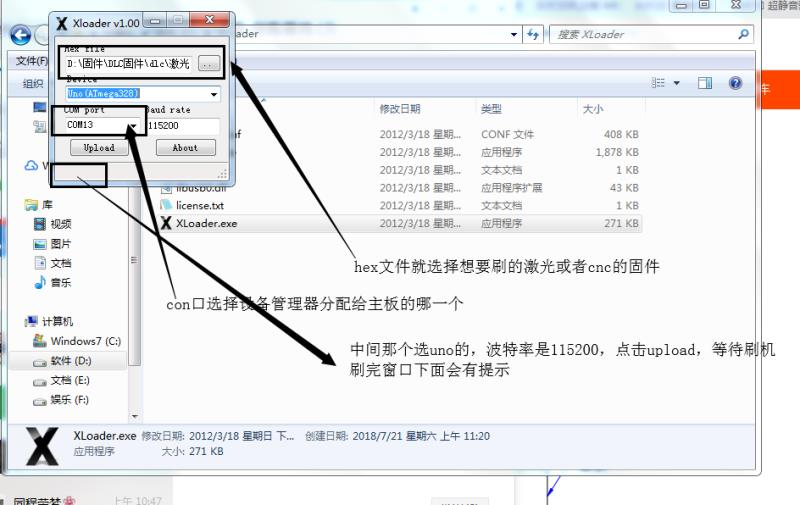 Xloader v1.00
Hex file
D:\固件\DLC固件\dlc\激光
Device
Uno(ATmega328)
COM port
Baud rate
COM13
115200
Upload
About
oader
搜索 XLoader
超静音
文件(F)
组织
修改日期
类型
大小
2012/3/18 星期...
CONF 文件
408 KB
2012/3/18 星期...
应用程序
1,878 KB
2012/3/18 星期...
文本文档
1 KB
libusb0.dll
2012/3/18 星期...
应用程序扩展
43 KB
license.txt
2012/3/18 星期...
文本文档
1 KB
XLoader.exe
2012/3/18 星期...
应用程序
271 KB
车
库
视频
图片
文档
音乐
计算机
Windows7 (C:)
软件 (D:)
文档 (E:)
娱乐 (F:)
hex文件就选择想要刷的激光或者cnc的固件
con口选择设备管理器分配给主板的哪一个
中间那个选uno的，波特率是115200，点击upload，等待刷机
刷完窗口下面会有提示
XLoader.exe 修改日期: 2012/3/18 星期日 下... 创建日期: 2018/7/21 星期六 上午 11:20
应用程序 大小: 271 KB
上午 10:47